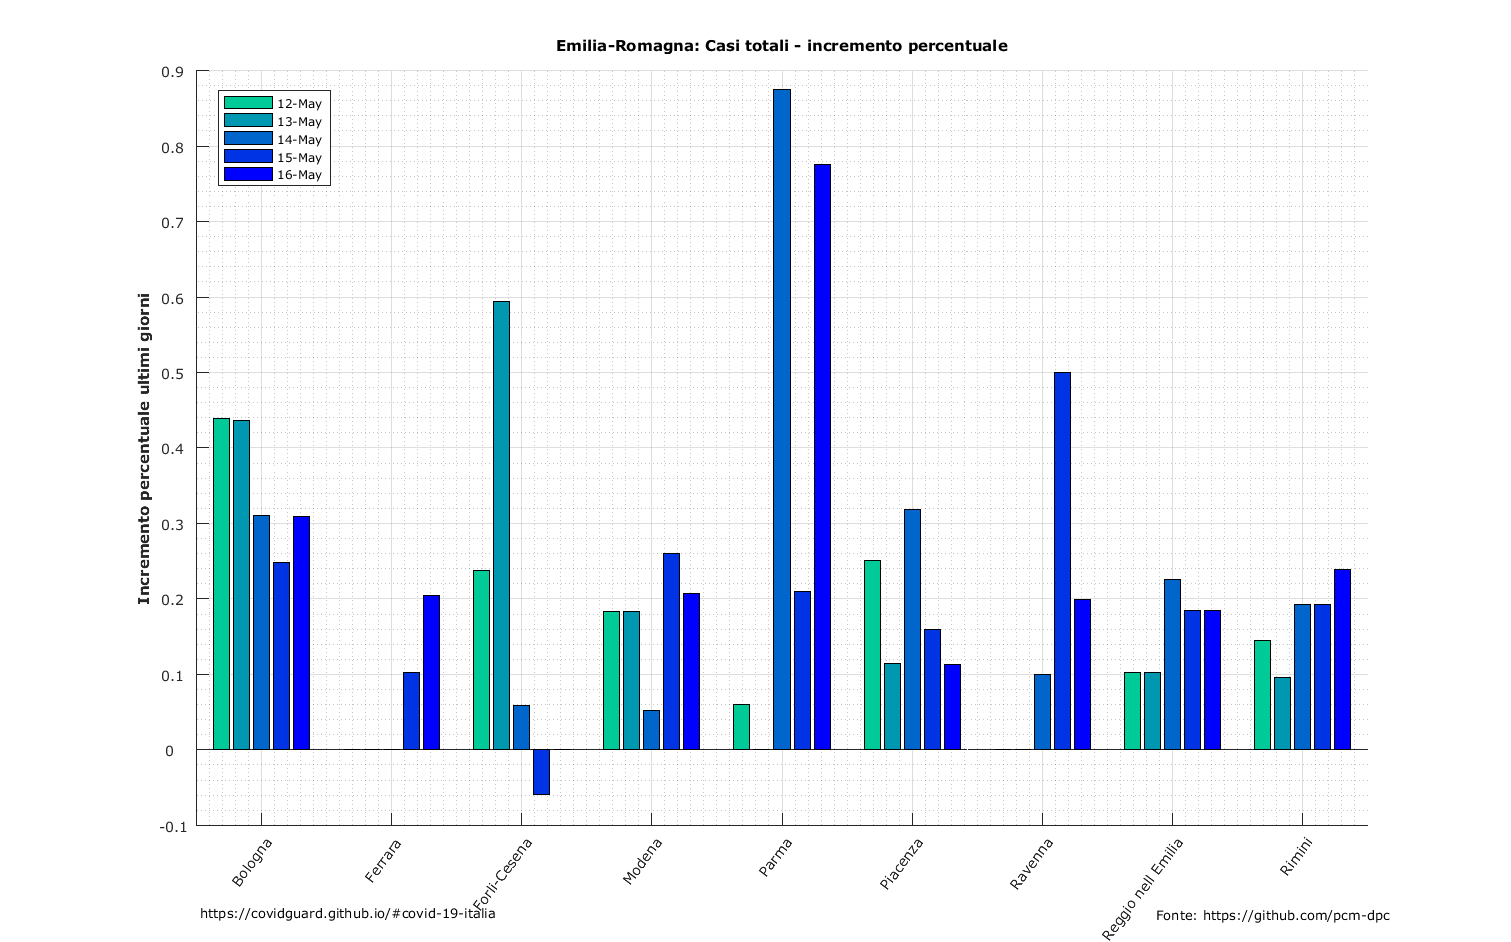 Emilia-Romagna: Casi totali - incremento percentuale
0.9
0.8
0.7
0.6
0.5
0.4
0.3
0.2
0.1
0
-0.1
Incremento percentuale ultimi giorni
12-May
13-May
14-May
15-May
16-May
Bologna
Ferrara
Forlì-Cesena
Modena
Parma
Piacenza
Ravenna
Reggio nell Emilia
Rimini
https://covidguard.github.io/#covid-19-italia
Fonte: https://github.com/pcm-dpc